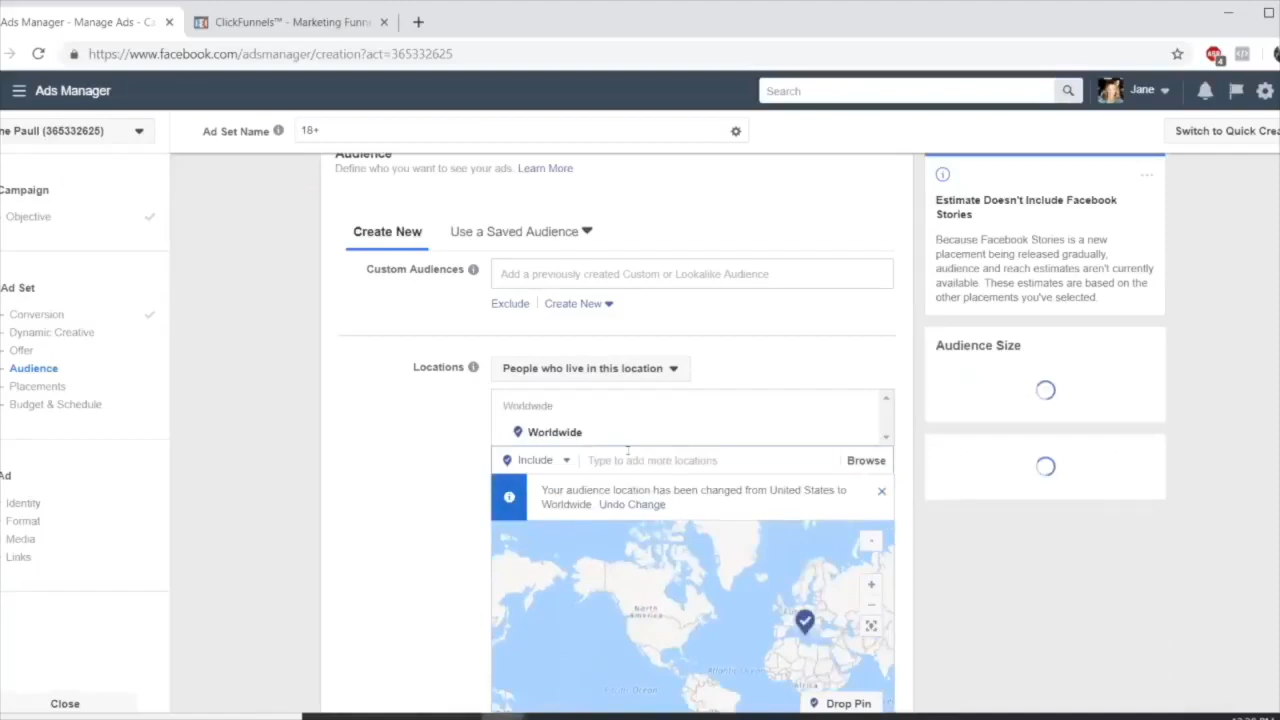 Ads Manager - Manage Ads - Ca
ClickFunnels™ - Marketing Funne
https://www.facebook.com/adsmanager/creation?act=365332625
Ads Manager
Search
Jane
ne Paull (365332625)
Ad Set Name
18+
Switch to Quick Crea
Campaign
Objective
Ad Set
Conversion
Dynamic Creative
Offer
Audience
Placements
Budget & Schedule
Ad
Identity
Format
Media
Links
Close
Audience
Define who you want to see your ads. Learn More
Create New
Use a Saved Audience
Custom Audiences
Add a previously created Custom or Lookalike Audience
Exclude
Create New
Locations
People who live in this location
Worldwide
Worldwide
Include
Type to add more locations
Browse
Your audience location has been changed from United States to
Worldwide Undo Change
North
America
Atlantic Ocean
Africa
Pacific Ocean
Drop Pin
Estimate Doesn't Include Facebook
Stories
Because Facebook Stories is a new
placement being released gradually,
audience and reach estimates aren't currently
available. These estimates are based on the
other placements you've selected.
Audience Size